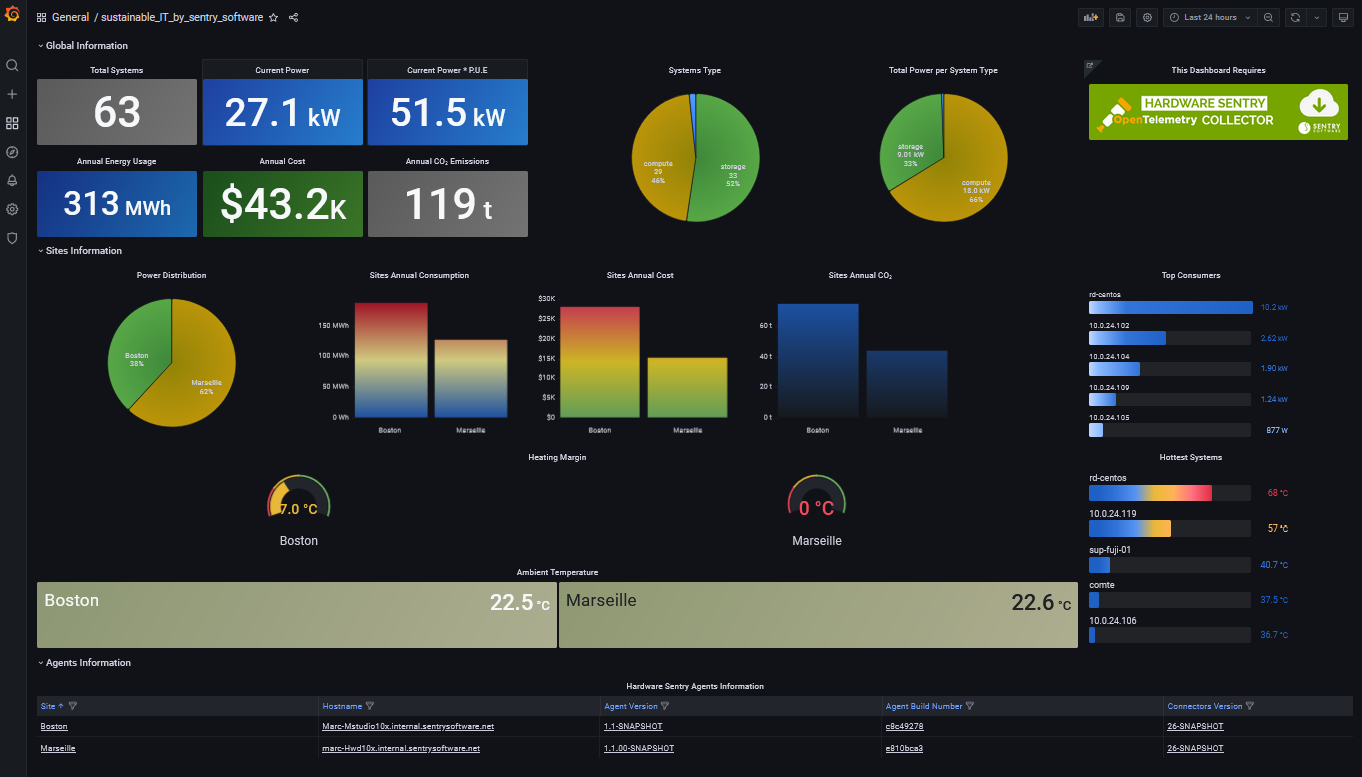 General / sustainable_IT_by_sentry_software
Last 24 hours
Global Information
Total Systems
63
Current Power
27.1 kW
Current Power * P.U.E
51.5 kW
Annual Energy Usage
313 MWh
Annual Cost
$43.2K
Annual CO₂ Emissions
119 t
Systems Type
compute
29
46%
storage
33
52%
Total Power per System Type
storage
9.01 kW
33%
compute
18.0 kW
66%
This Dashboard Requires
HARDWARE SENTRY
OpenTelemetry COLLECTOR
SENTRY
SOFTWARE
Sites Information
Power Distribution
Boston
38%
Marseille
62%
Sites Annual Consumption
150 MWh
100 MWh
50 MWh
0 Wh
Boston
Marseille
Sites Annual Cost
$30K
$25K
$20K
$15K
$10K
$5K
$0
Boston
Marseille
Sites Annual CO₂
60 t
40 t
20 t
0 t
Boston
Marseille
Top Consumers
rd-centos
10.2 kW
10.0.24.102
2.62 kW
10.0.24.104
1.90 kW
10.0.24.109
1.24 kW
10.0.24.105
877 W
Heating Margin
7.0 °C
Boston
0 °C
Marseille
Hottest Systems
rd-centos
68 °C
10.0.24.119
57 °C
sup-fuji-01
40.7 °C
comte
37.5 °C
10.0.24.106
36.7 °C
Ambient Temperature
Boston
22.5 °C
Marseille
22.6 °C
Agents Information
Hardware Sentry Agents Information
Site Hostname Agent Version Agent Build Number Connectors Version
Boston Marc-Mstudio10x.internal.sentrysoftware.net 1.1-SNAPSHOT c8c49278 26-SNAPSHOT
Marseille marc-Hwd10x.internal.sentrysoftware.net 1.1.00-SNAPSHOT e810bca3 26-SNAPSHOT